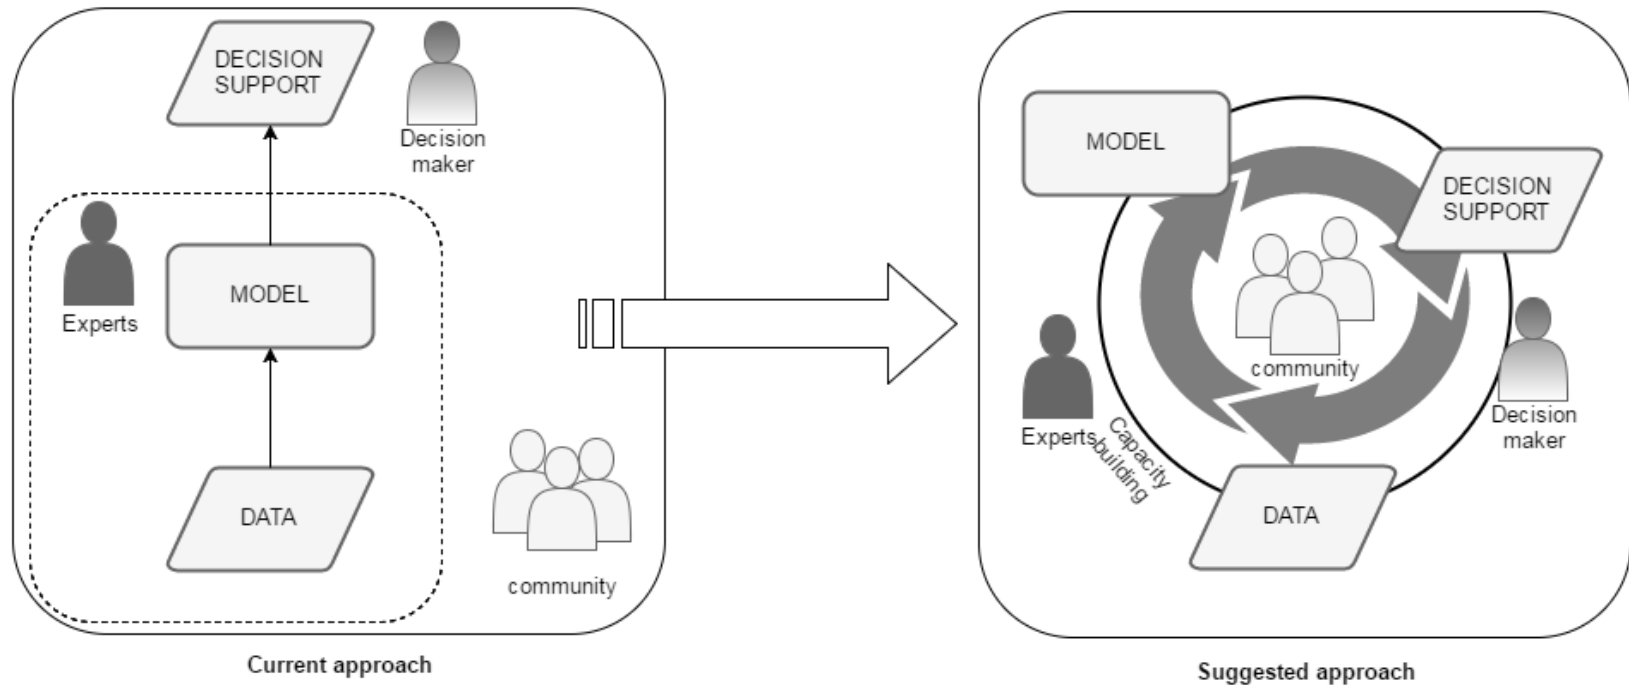 DECISION
SUPPORT
Decision
maker
Experts
MODEL
DATA
community
Current approach
MODEL
DECISION
SUPPORT
community
Experts
Capacity
building
Decision
maker
DATA
Suggested approach